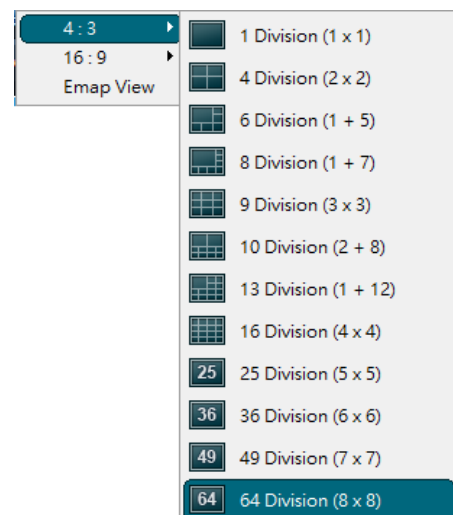 4 : 3
16 : 9
Emap View
1 Division (1 x 1)
4 Division (2 x 2)
6 Division (1 + 5)
8 Division (1 + 7)
9 Division (3 x 3)
10 Division (2 + 8)
13 Division (1 + 12)
16 Division (4 x 4)
25 25 Division (5 x 5)
36 36 Division (6 x 6)
49 49 Division (7 x 7)
64 64 Division (8 x 8)